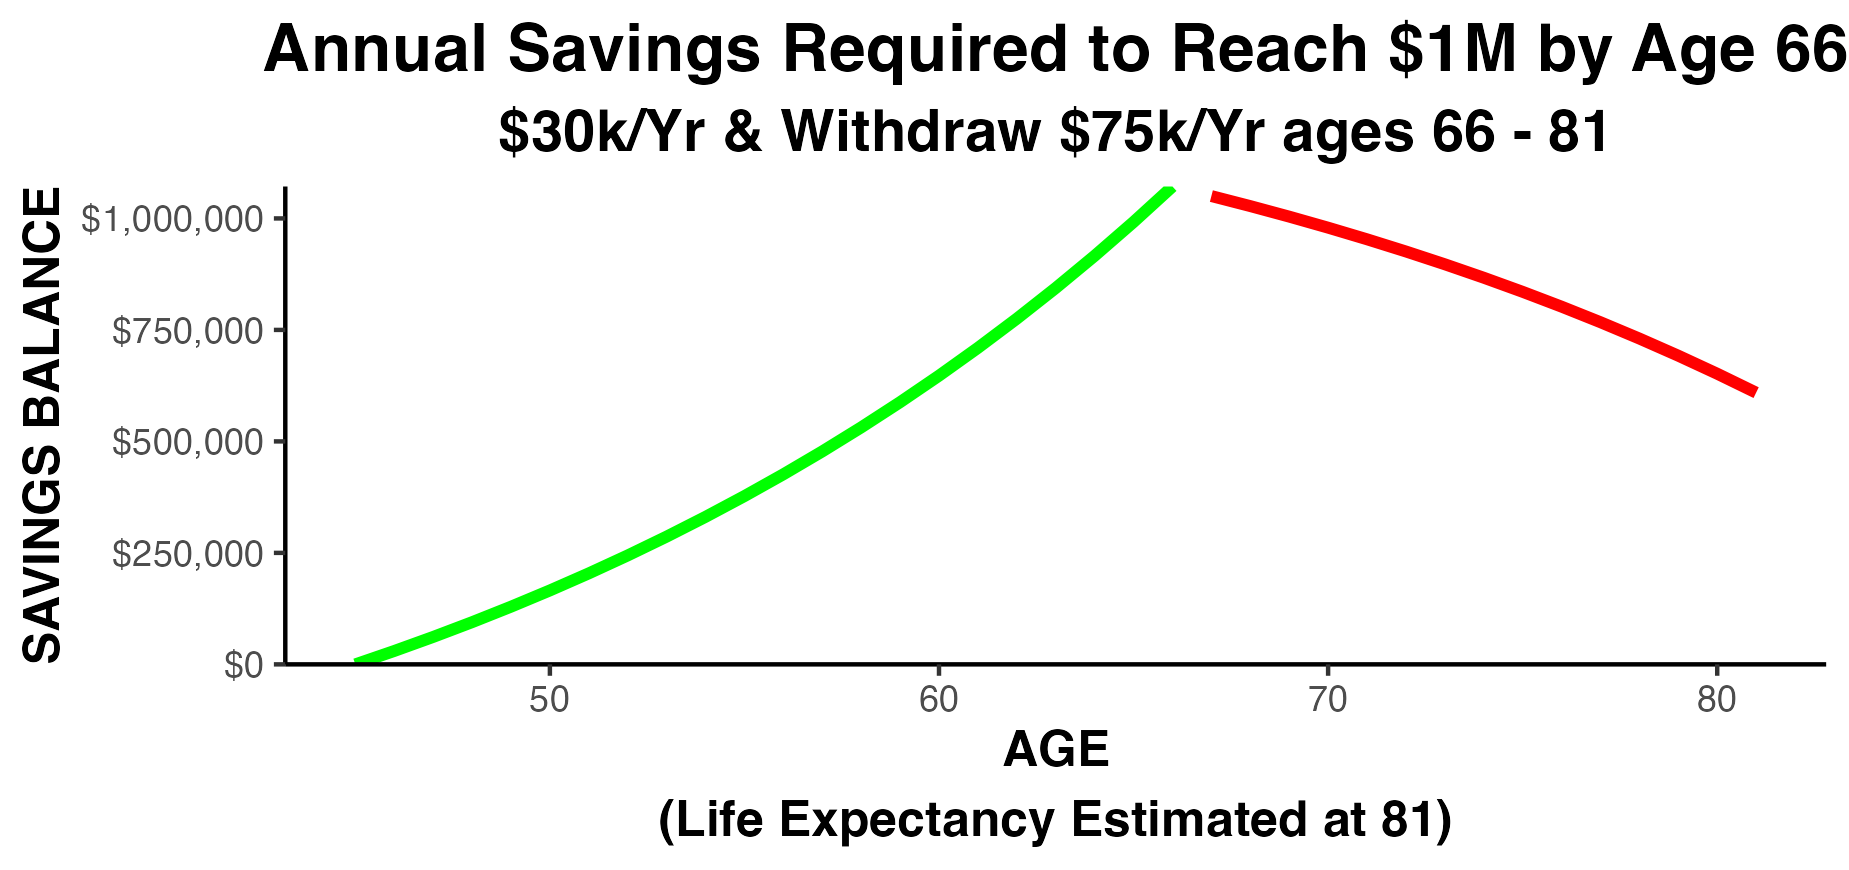 Annual Savings Required to Reach $1M by Age 66
$30k/Yr & Withdraw $75k/Yr ages 66 - 81
SAVINGS BALANCE
$1,000,000
$750,000
$500,000
$250,000
$0
50 60 70 80
AGE
(Life Expectancy Estimated at 81)